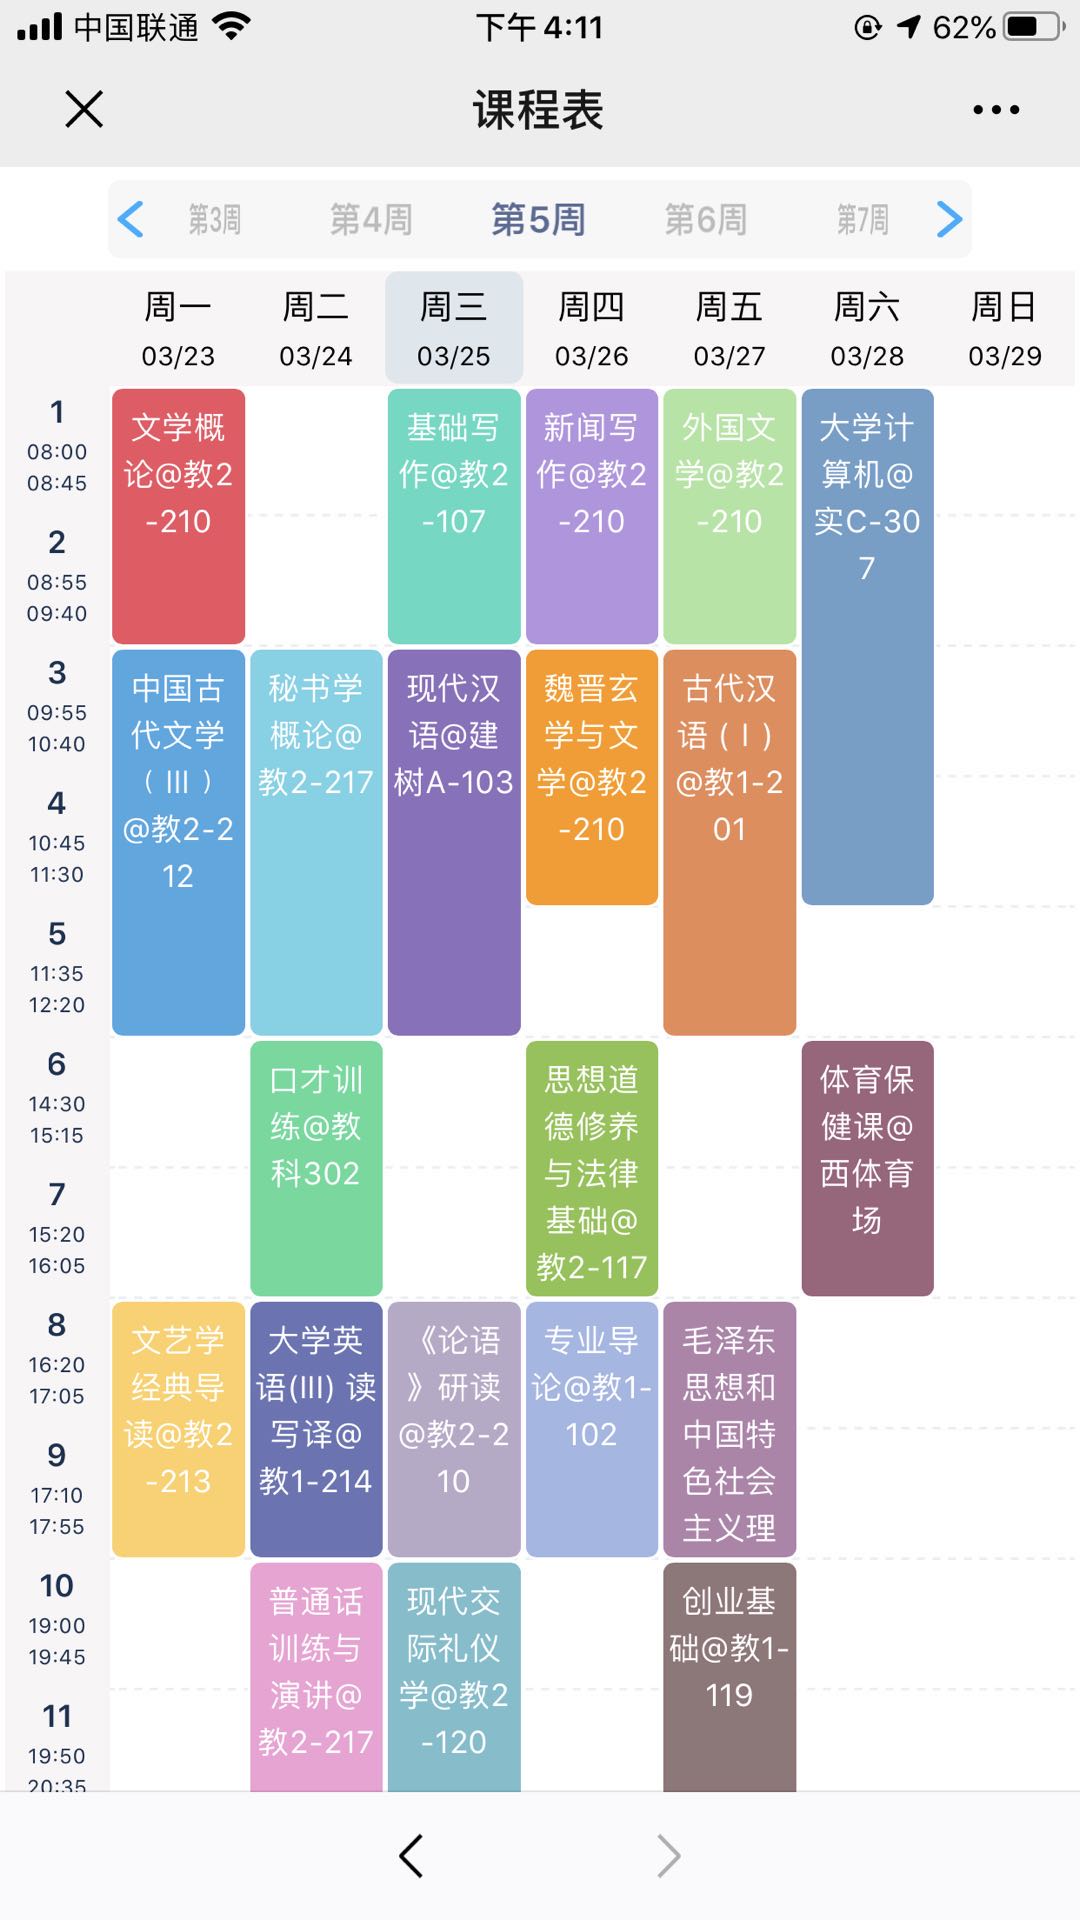 中国联通
下午 4:11
62%
课程表
第3周
第4周
第5周
第6周
第7周
周一
周二
周三
周四
周五
周六
周日
03/23
03/24
03/25
03/26
03/27
03/28
03/29
1
08:00
08:45
文学概
论@教2
-210
基础写
作@教2
-107
新闻写
作@教2
-210
外国文
学@教2
-210
大学计
算机@
实C-30
7
2
08:55
09:40
3
09:55
10:40
中国古
代文学
（Ⅲ）
@教2-2
12
秘书学
概论@
教2-217
现代汉
语@建
树A-103
魏晋玄
学与文
学@教2
-210
古代汉
语 (Ⅰ)
@教1-2
01
4
10:45
11:30
5
11:35
12:20
6
14:30
15:15
口才训
练@教
科302
思想道
德修养
与法律
基础@
教2-117
体育保
健课@
西体育
场
7
15:20
16:05
8
16:20
17:05
文艺学
经典导
读@教2
-213
大学英
语(III) 读
写译@
教1-214
《论语
》研读
@教2-2
10
专业导
论@教1-
102
毛泽东
思想和
中国特
色社会
主义理
9
17:10
17:55
10
19:00
19:45
普通话
训练与
演讲@
教2-217
现代交
际礼仪
学@教2
-120
创业基
础@教1-
119
11
19:50
20:35